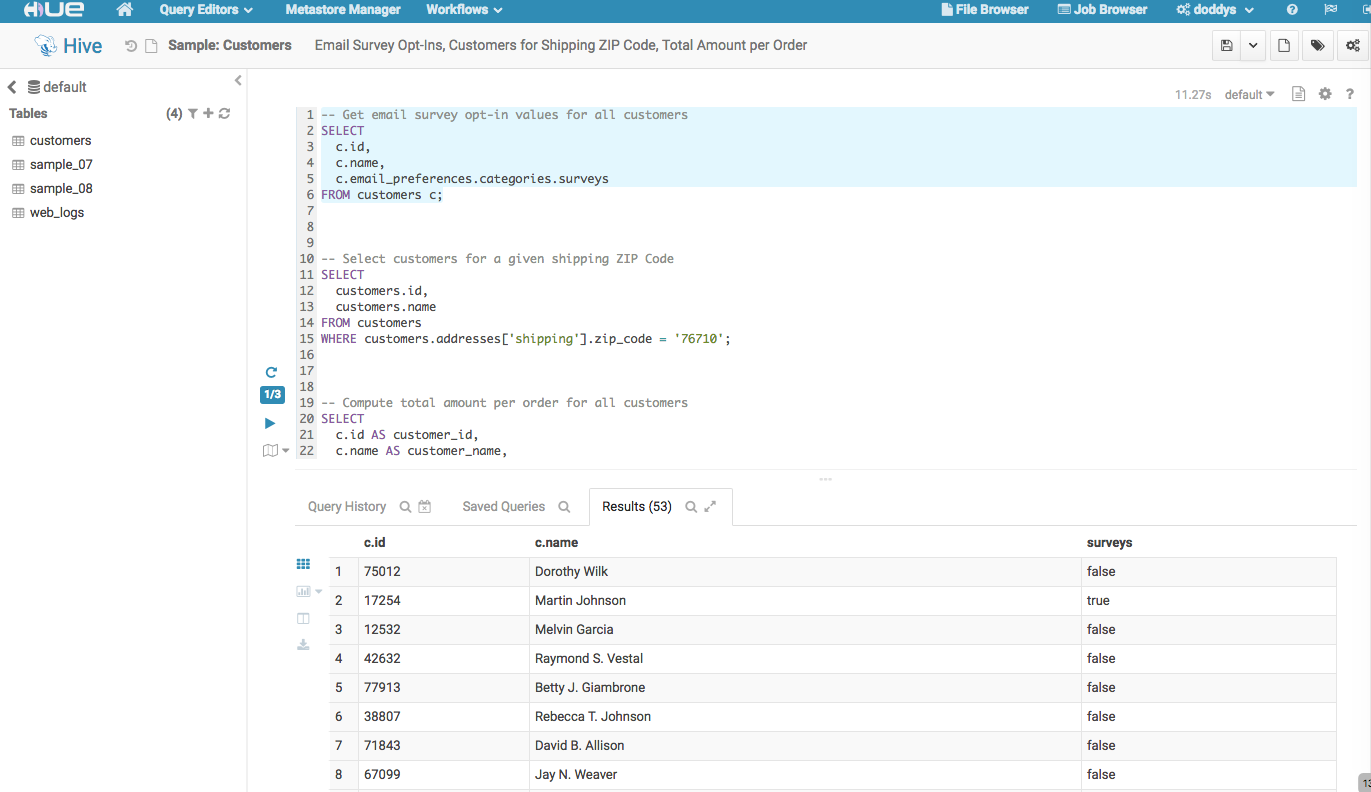 HUE Query Editors Metastore Manager Workflows File Browser Job Browser doddys ?
Hive Sample: Customers Email Survey Opt-Ins, Customers for Shipping ZIP Code, Total Amount per Order
default
Tables (4)
customers
sample_07
sample_08
web_logs
11.27s default ?
1 -- Get email survey opt-in values for all customers
2 SELECT
3 c.id,
4 c.name,
5 c.email_preferences.categories.surveys
6 FROM customers c;
7
8
9
10 -- Select customers for a given shipping ZIP Code
11 SELECT
12 customers.id,
13 customers.name
14 FROM customers
15 WHERE customers.addresses['shipping'].zip_code = '76710';
16
17
18
1/3
19 -- Compute total amount per order for all customers
20 SELECT
21 c.id AS customer_id,
22 c.name AS customer_name,
Query History Saved Queries Results (53)
c.id c.name surveys
1 75012 Dorothy Wilk false
2 17254 Martin Johnson true
3 12532 Melvin Garcia false
4 42632 Raymond S. Vestal false
5 77913 Betty J. Giambrone false
6 38807 Rebecca T. Johnson false
7 71843 David B. Allison false
8 67099 Jay N. Weaver false